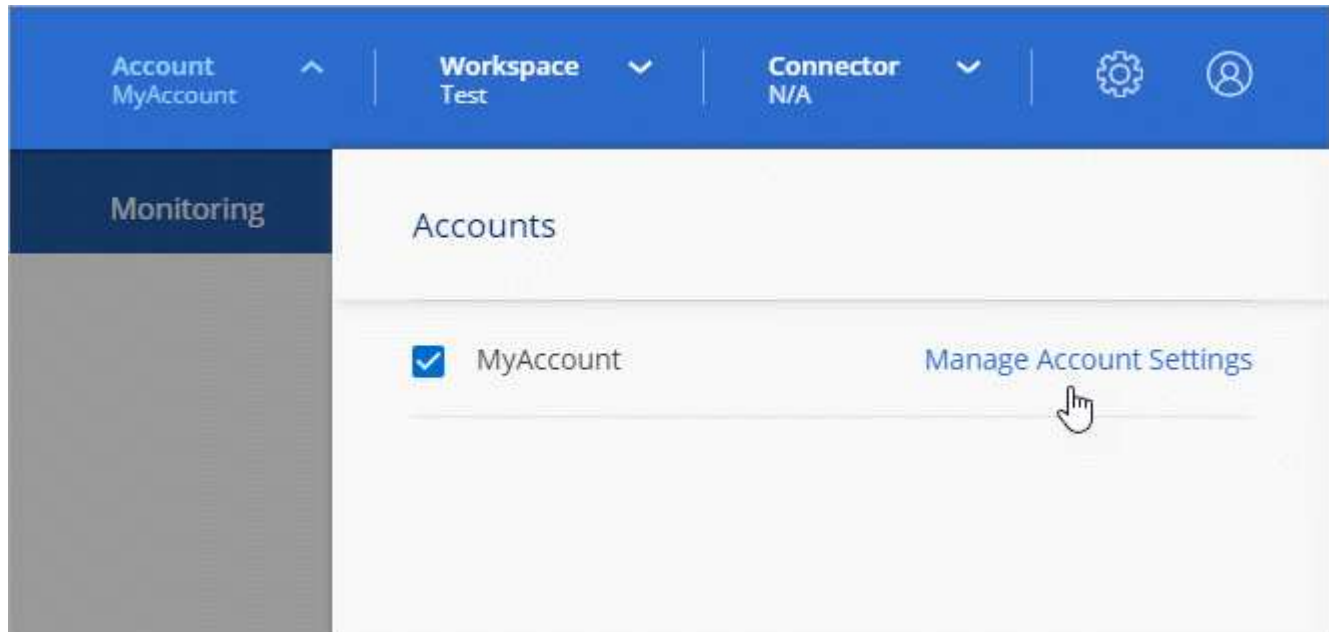 Account
MyAccount
Workspace
Test
Connector
N/A
Monitoring
Accounts
MyAccount
Manage Account Settings